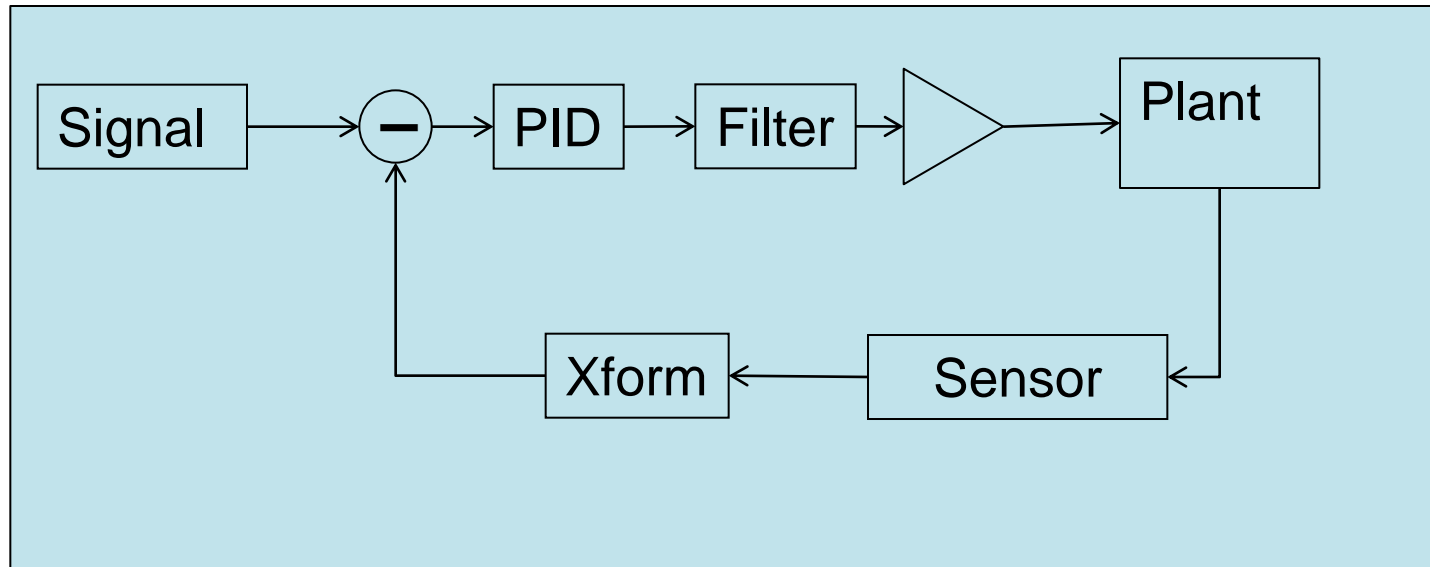 Signal
−
PID
Filter
Plant
Xform
Sensor